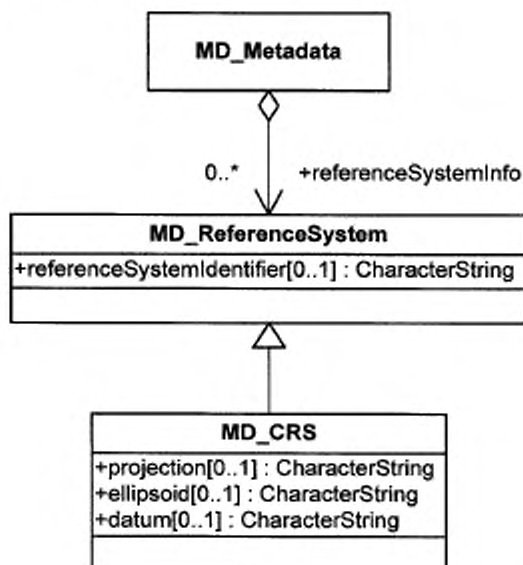 MD_Metadata
0..* +referenceSystemInfo
MD_ReferenceSystem
+referenceSystemIdentifier[0..1] : CharacterString
MD_CRS
+projection[0..1] : CharacterString
+ellipsoid[0..1] : CharacterString
+datum[0..1] : CharacterString